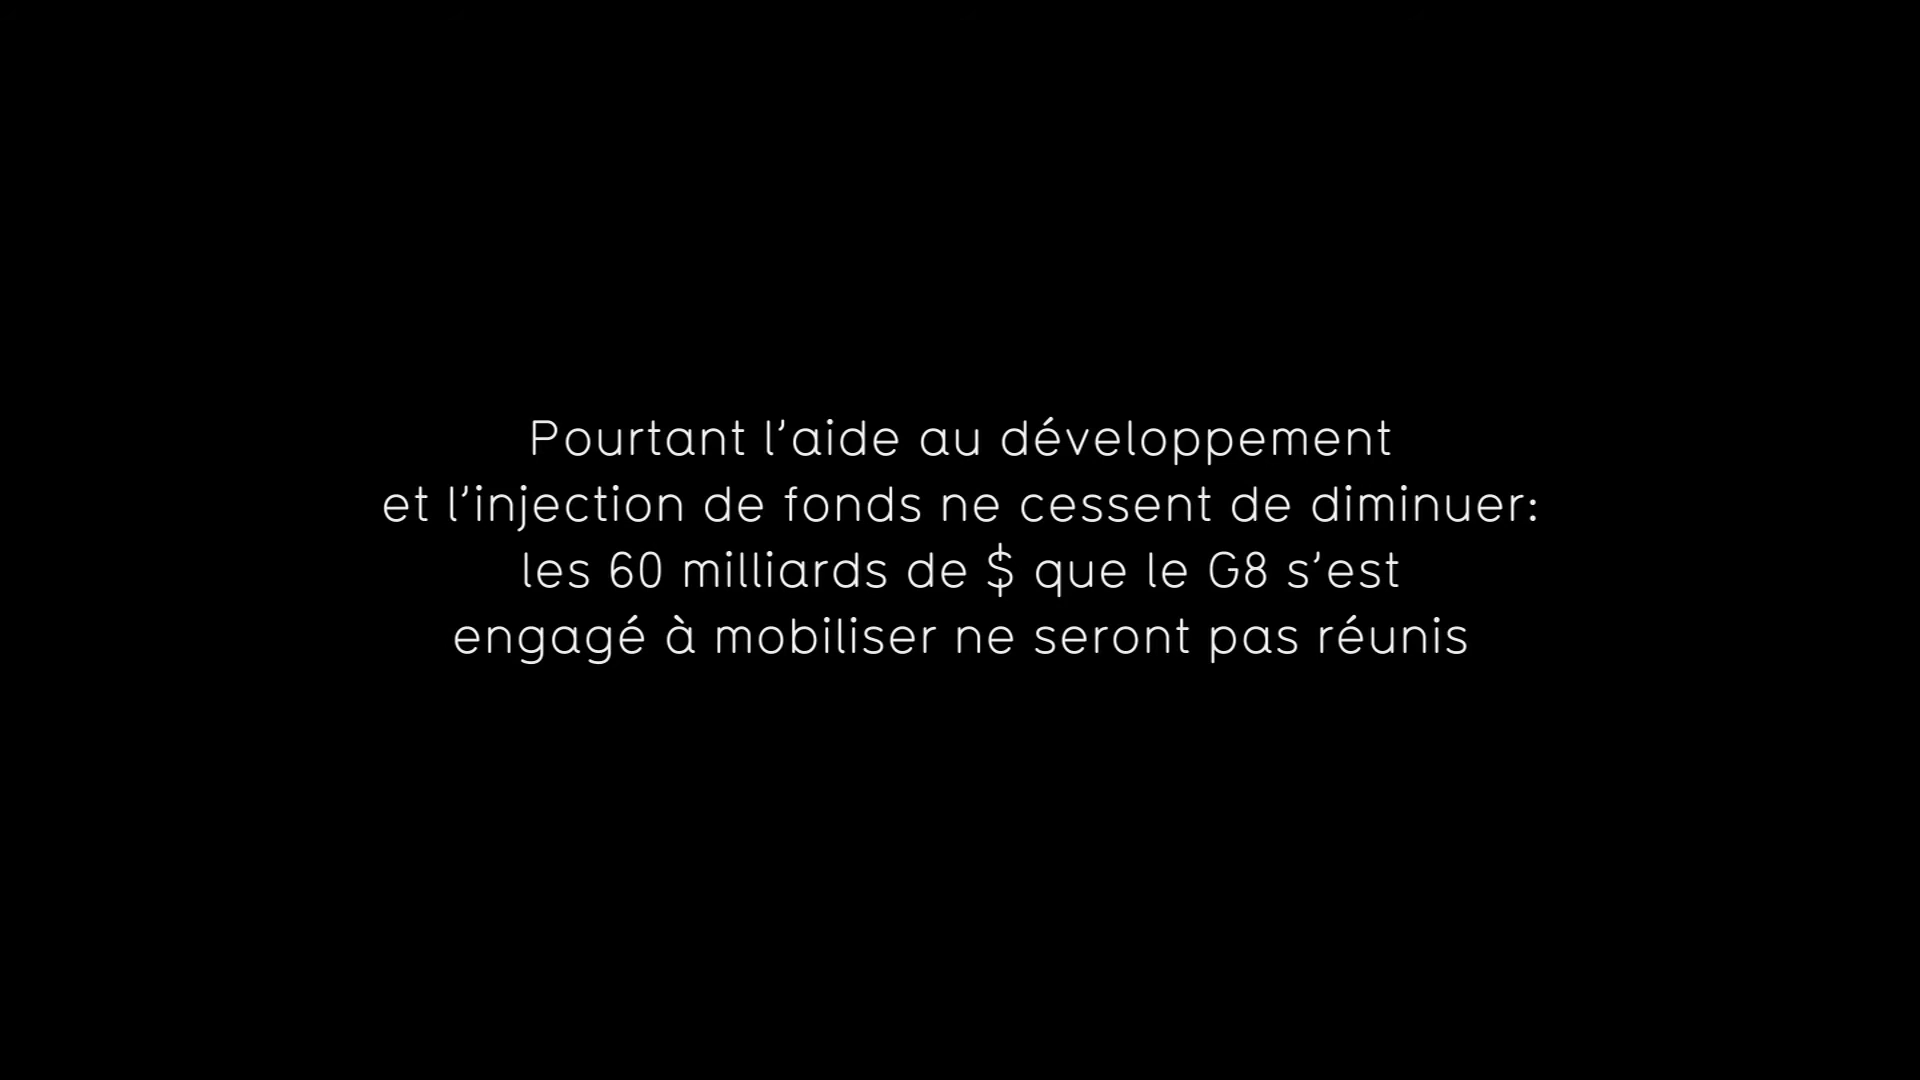 Pourtant l’aide au développement
et l’injection de fonds ne cessent de diminuer:
les 60 milliards de $ que le G8 s’est
engagé à mobiliser ne seront pas réunis